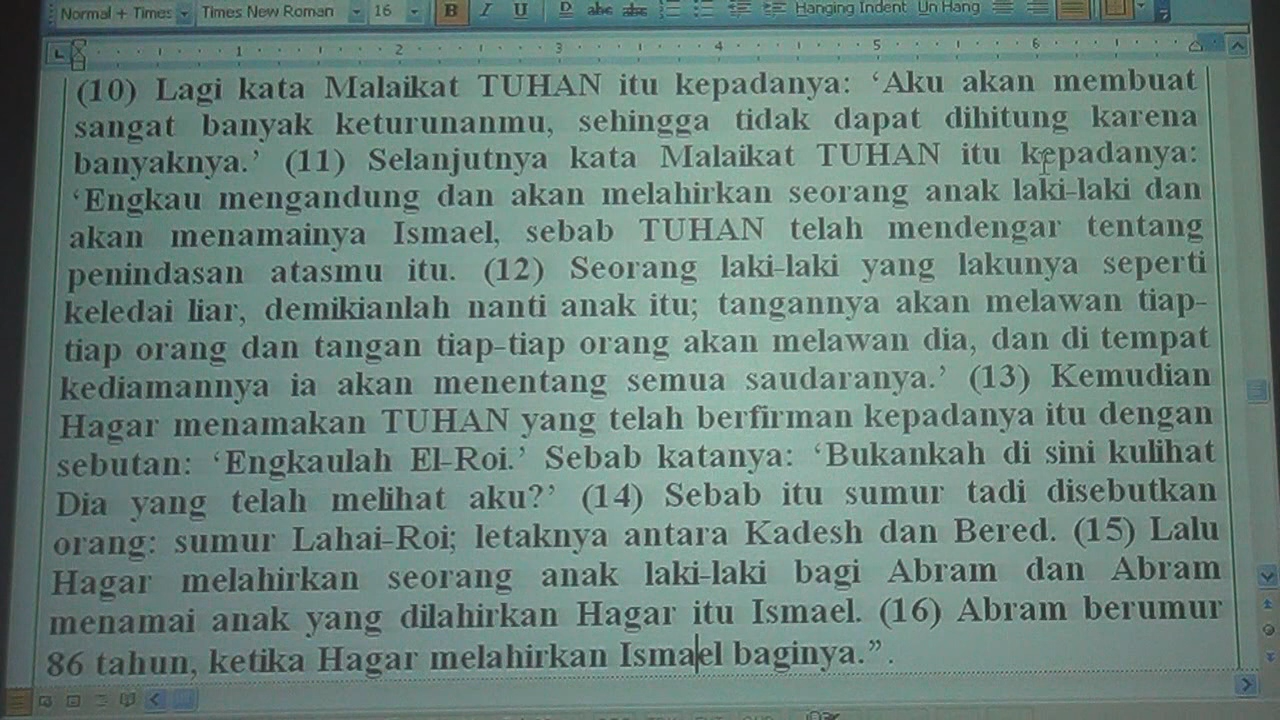 Normal + Times Times New Roman 16 B I U D abc abc Hanging Indent Un Hang
1 2 3 4 5 6
(10) Lagi kata Malaikat TUHAN itu kepadanya: ‘Aku akan membuat
sangat banyak keturunanmu, sehingga tidak dapat dihitung karena
banyaknya.’ (11) Selanjutnya kata Malaikat TUHAN itu kepadanya:
‘Engkau mengandung dan akan melahirkan seorang anak laki-laki dan
akan menamainya Ismael, sebab TUHAN telah mendengar tentang
penindasan atasmu itu. (12) Seorang laki-laki yang lakunya seperti
keledai liar, demikianlah nanti anak itu; tangannya akan melawan tiap-
tiap orang dan tangan tiap-tiap orang akan melawan dia, dan di tempat
kediamannya ia akan menentang semua saudaranya.’ (13) Kemudian
Hagar menamakan TUHAN yang telah berfirman kepadanya itu dengan
sebutan: ‘Engkaulah El-Roi.’ Sebab katanya: ‘Bukankah di sini kulihat
Dia yang telah melihat aku?’ (14) Sebab itu sumur tadi disebutkan
orang: sumur Lahai-Roi; letaknya antara Kadesh dan Bered. (15) Lalu
Hagar melahirkan seorang anak laki-laki bagi Abram dan Abram
menamai anak yang dilahirkan Hagar itu Ismael. (16) Abram berumur
86 tahun, ketika Hagar melahirkan Ismael baginya.”.